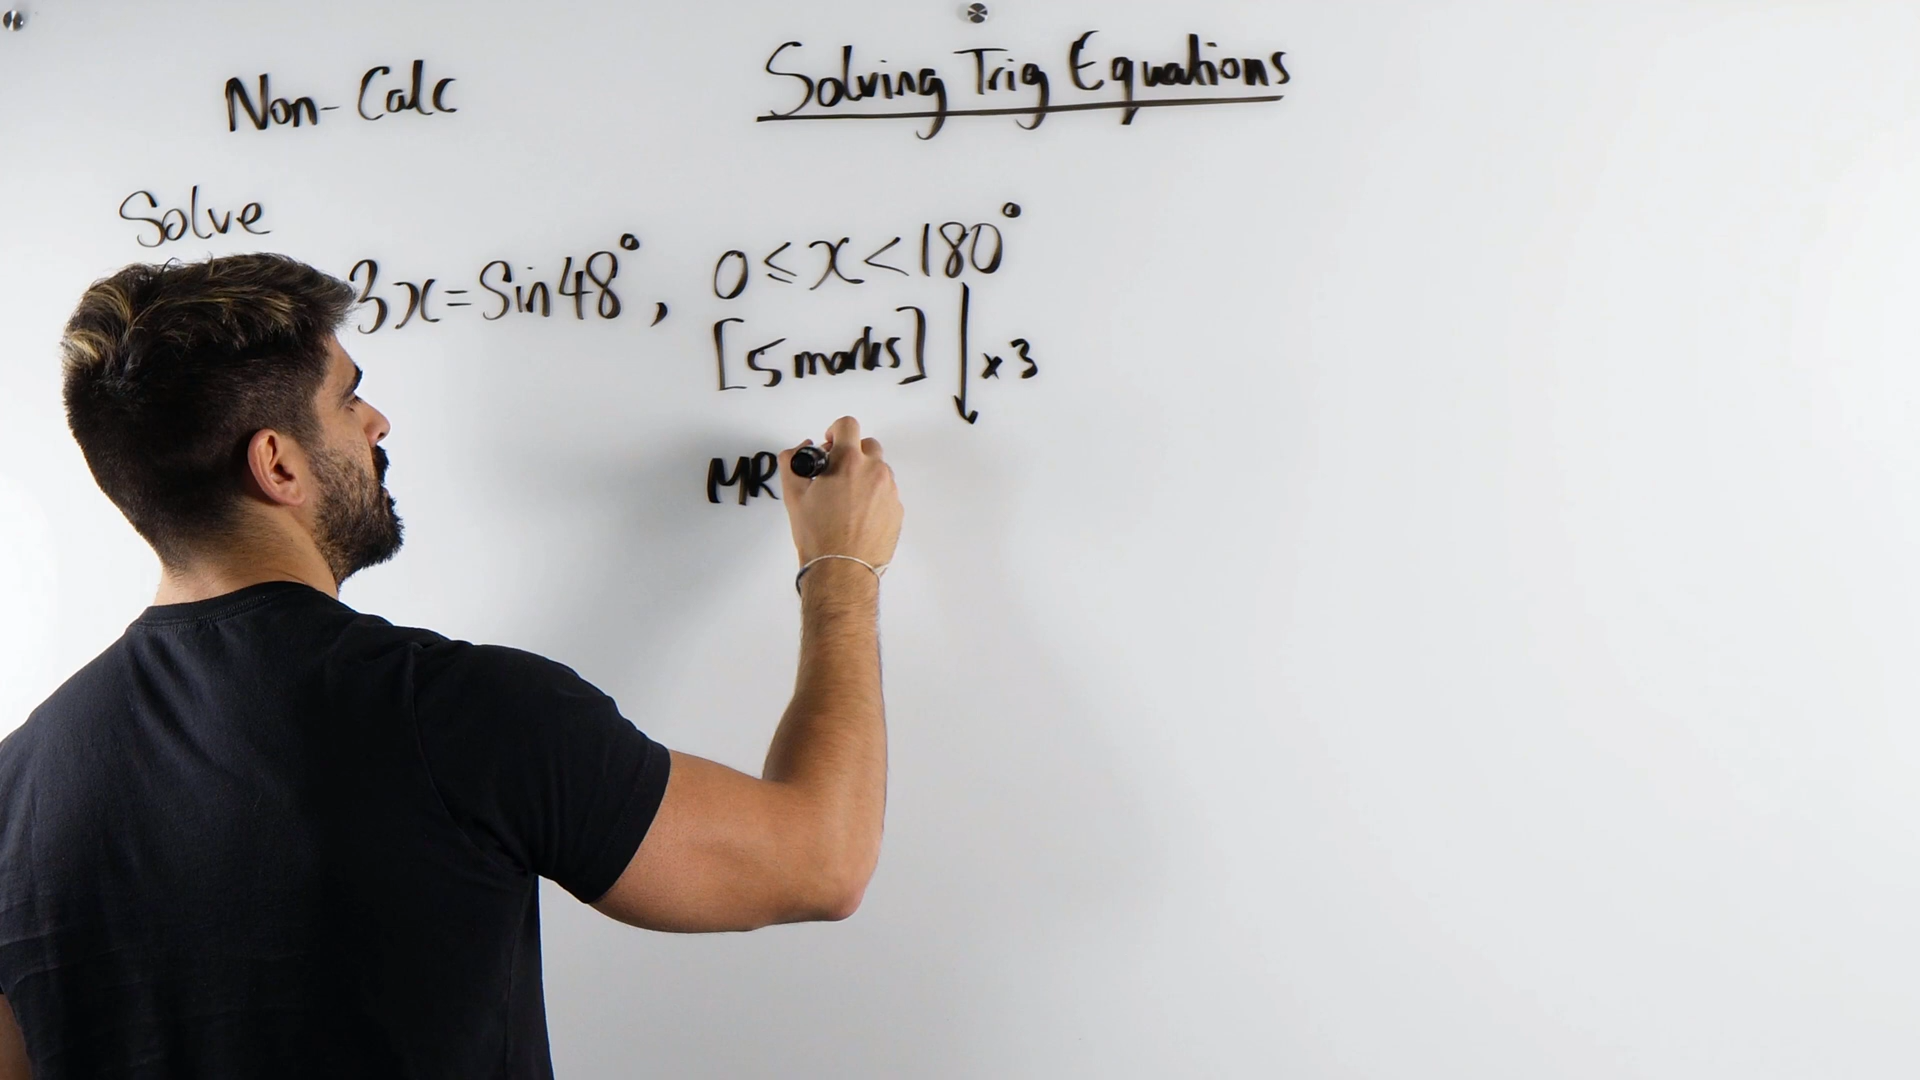 Non-Calc
Solving Trig Equations
Solve
3x=Sin48°, 0≤x<180°
[5 marks] ×3
MR